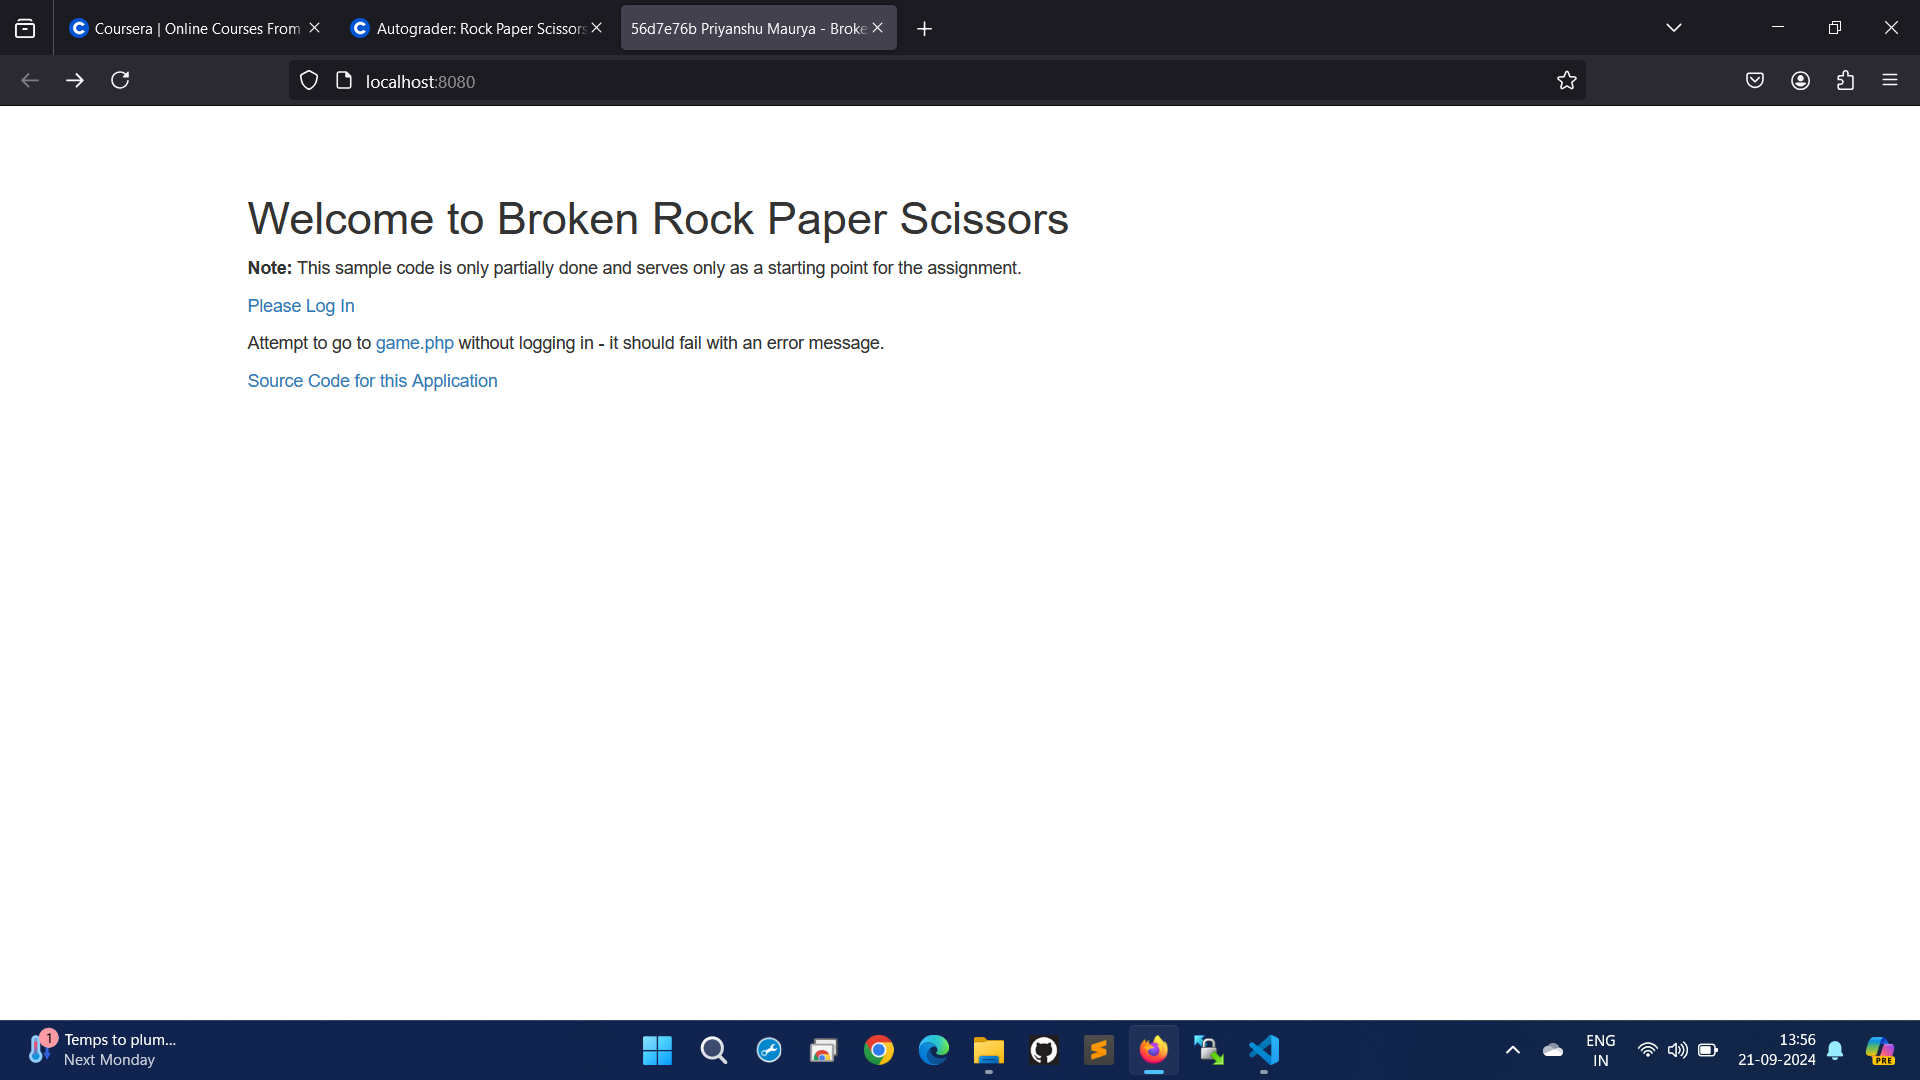 Coursera | Online Courses From
Autograder: Rock Paper Scissors
56d7e76b Priyanshu Maurya - Broke
localhost:8080
Welcome to Broken Rock Paper Scissors
Note: This sample code is only partially done and serves only as a starting point for the assignment.
Please Log In
Attempt to go to game.php without logging in - it should fail with an error message.
Source Code for this Application
1
Temps to plum...
Next Monday
PRE
ENG
IN
13:56
21-09-2024